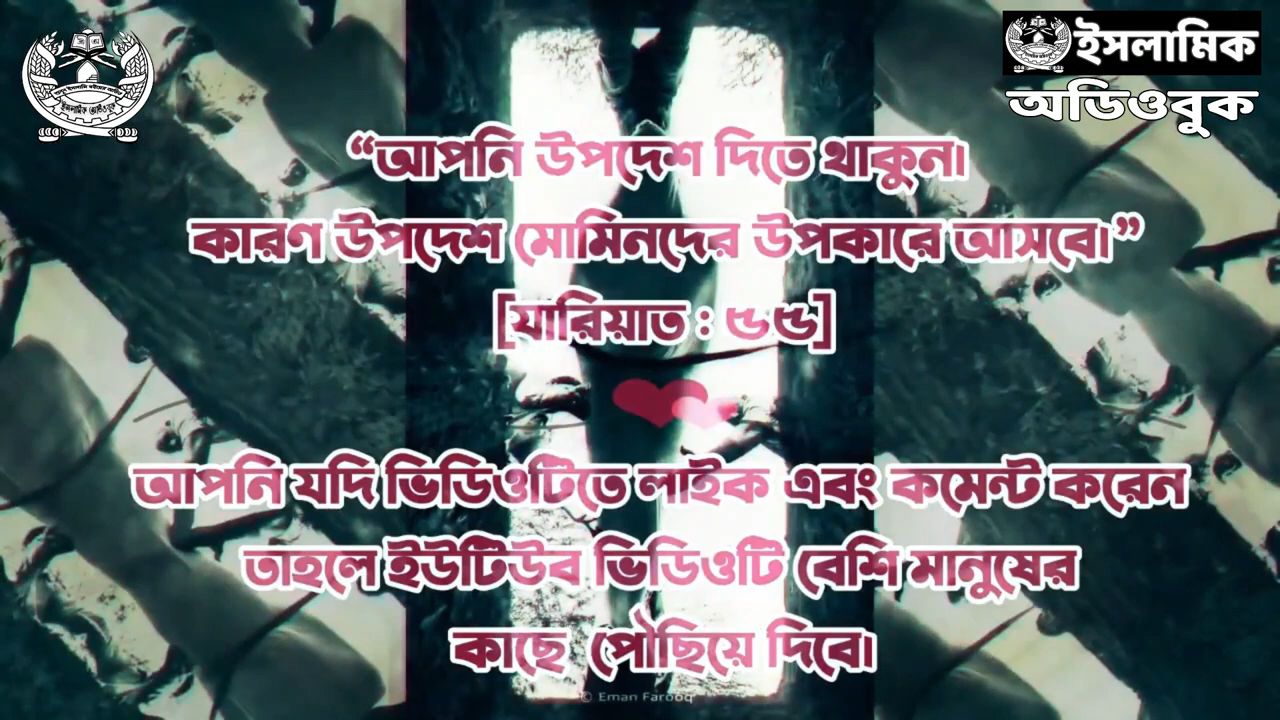 ইসলামিক
অডিওবুক
“আপনি উপদেশ দিতে থাকুন।
কারণ উপদেশ মোমিনদের উপকারে আসবে।”
[যারিয়াত : ৫৫]
আপনি যদি ভিডিওটিতে লাইক এবং কমেন্ট করেন
তাহলে ইউটিউব ভিডিওটি বেশি মানুষের
কাছে পৌছিয়ে দিবে।
© Eman Farooq